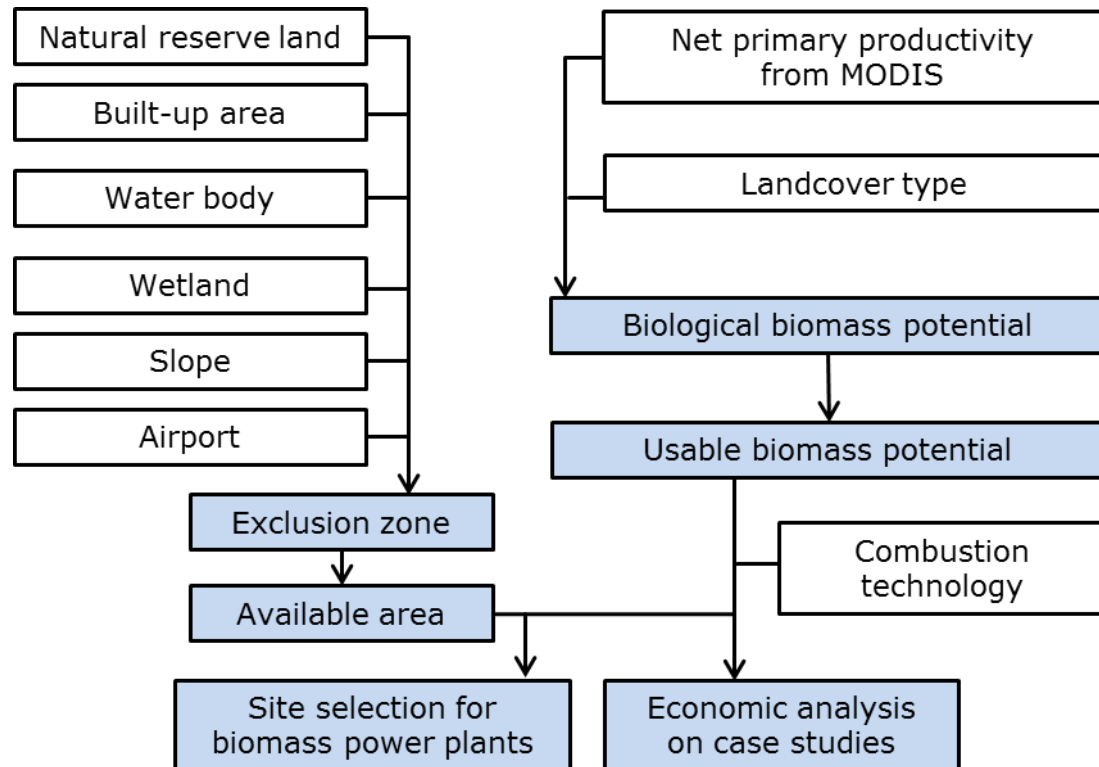 Natural reserve land
Built-up area
Water body
Wetland
Slope
Airport
Exclusion zone
Available area
Net primary productivity
from MODIS
Landcover type
Biological biomass potential
Usable biomass potential
Combustion
technology
Site selection for
biomass power plants
Economic analysis
on case studies